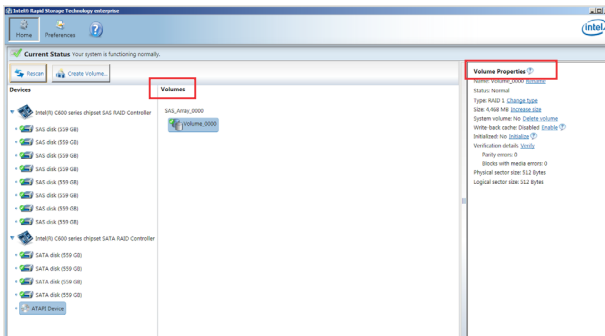 Intel® Rapid Storage Technology enterprise
Home
Preferences
intel
Current Status Your system is functioning normally.
Rescan
Create Volume...
Devices
Intel(R) C600 series chipset SAS RAID Controller
SAS disk (559 GB)
SAS disk (559 GB)
SAS disk (559 GB)
SAS disk (559 GB)
SAS disk (559 GB)
SAS disk (559 GB)
SAS disk (559 GB)
SAS disk (559 GB)
Intel(R) C600 series chipset SATA RAID Controller
SATA disk (559 GB)
SATA disk (559 GB)
SATA disk (559 GB)
SATA disk (559 GB)
ATAPI Device
Volumes
SAS_Array_0000
Volume_0000
Volume Properties
Name: Volume_0000 Rename
Status: Normal
Type: RAID 1 Change type
Size: 4,468 MB Increase size
System volume: No Delete volume
Write back cache: Disabled Enable
Initialized: No Initialize
Verification details Verify
Parity errors: 0
Blocks with media errors: 0
Physical sector size: 512 Bytes
Logical sector size: 512 Bytes